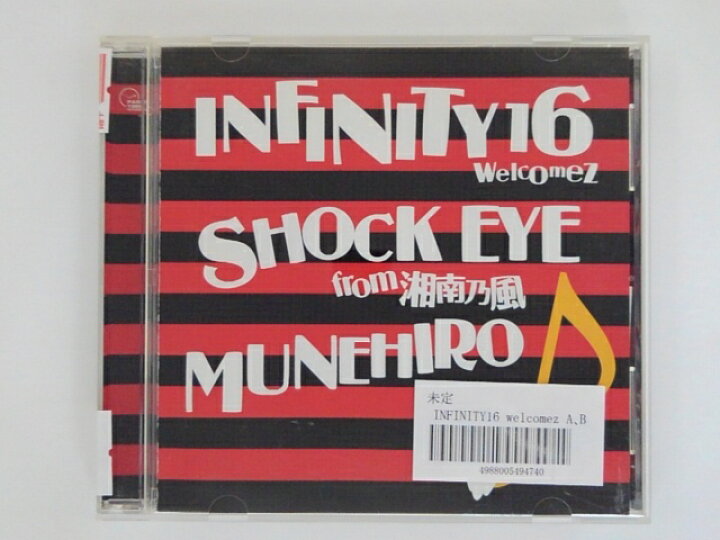 INFINITY16
WelcomeZ
SHOCK EYE
from 湘南乃風
MUNEHIRO
未定
INFINITY16 welcomez A,B
4988005494740